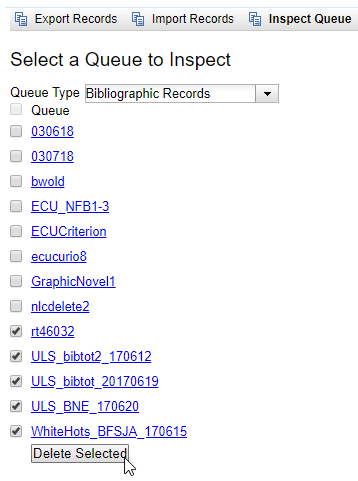 Export Records Import Records Inspect Queue
Select a Queue to Inspect
Queue Type Bibliographic Records
Queue
030618
030718
bwold
ECU_NFB1-3
ECUCriterion
ecucurio8
GraphicNovel1
nlcdelete2
rt46032
ULS_bibtot2_170612
ULS_bibtot_20170619
ULS_BNE_170620
WhiteHots_BFSJA_170615
Delete Selected